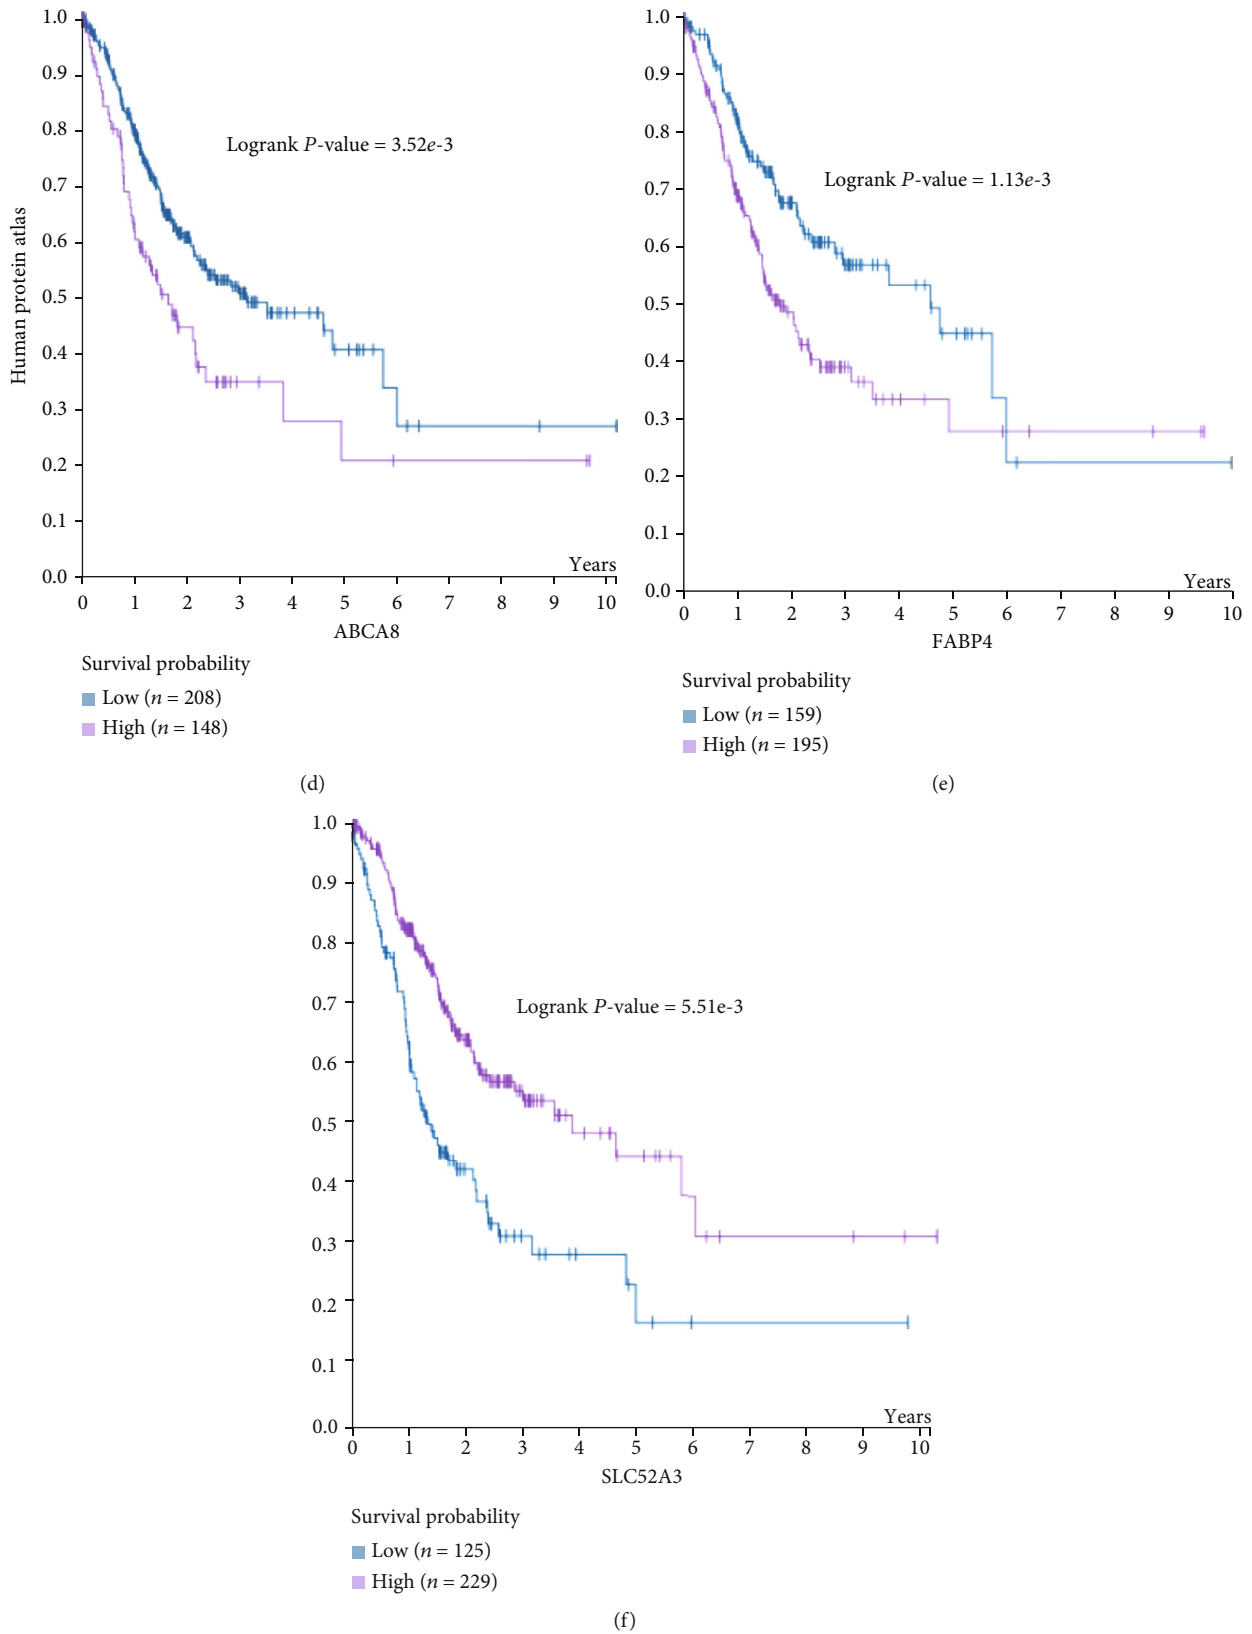 1.0
0.9
0.8
0.7
0.6
0.5
0.4
0.3
0.2
0.1
0.0
Human protein atlas
Logrank P-value = 3.52e-3
Years
0 1 2 3 4 5 6 7 8 9 10
ABCA8
Survival probability
Low (n = 208)
High (n = 148)
(d)
1.0
0.9
0.8
0.7
0.6
0.5
0.4
0.3
0.2
0.1
0.0
Logrank P-value = 1.13e-3
Years
0 1 2 3 4 5 6 7 8 9 10
FABP4
Survival probability
Low (n = 159)
High (n = 195)
(e)
1.0
0.9
0.8
0.7
0.6
0.5
0.4
0.3
0.2
0.1
0.0
Logrank P-value = 5.51e-3
Years
0 1 2 3 4 5 6 7 8 9 10
SLC52A3
Survival probability
Low (n = 125)
High (n = 229)
(f)